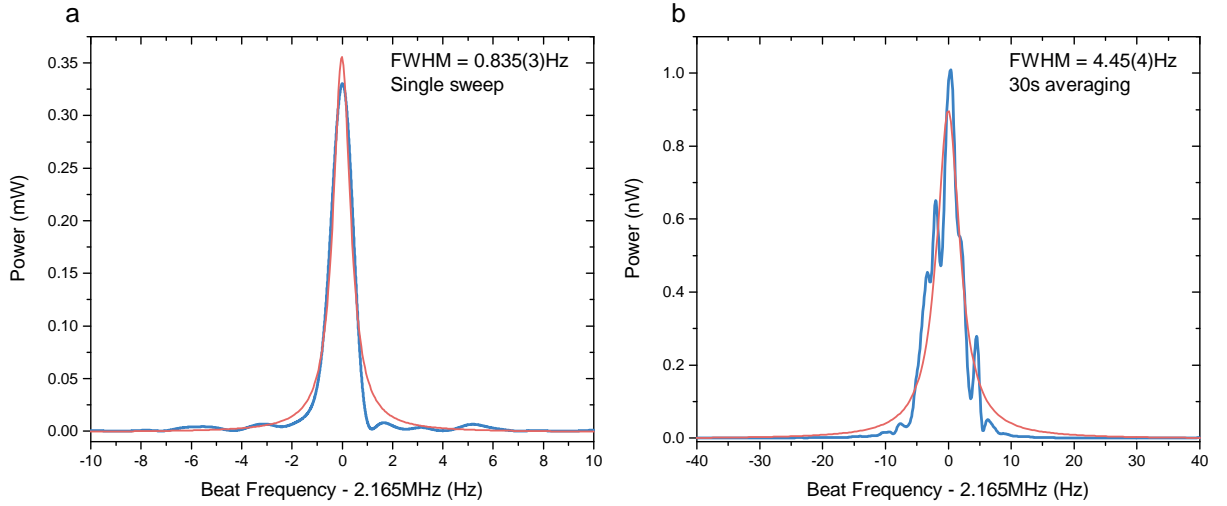 a
FWHM = 0.835(3)Hz
Single sweep
Power (mW)
0.35
0.30
0.25
0.20
0.15
0.10
0.05
0.00
-10 -8 -6 -4 -2 0 2 4 6 8 10
Beat Frequency - 2.165MHz (Hz)
b
FWHM = 4.45(4)Hz
30s averaging
Power (nW)
1.0
0.8
0.6
0.4
0.2
0.0
-40 -30 -20 -10 0 10 20 30 40
Beat Frequency - 2.165MHz (Hz)